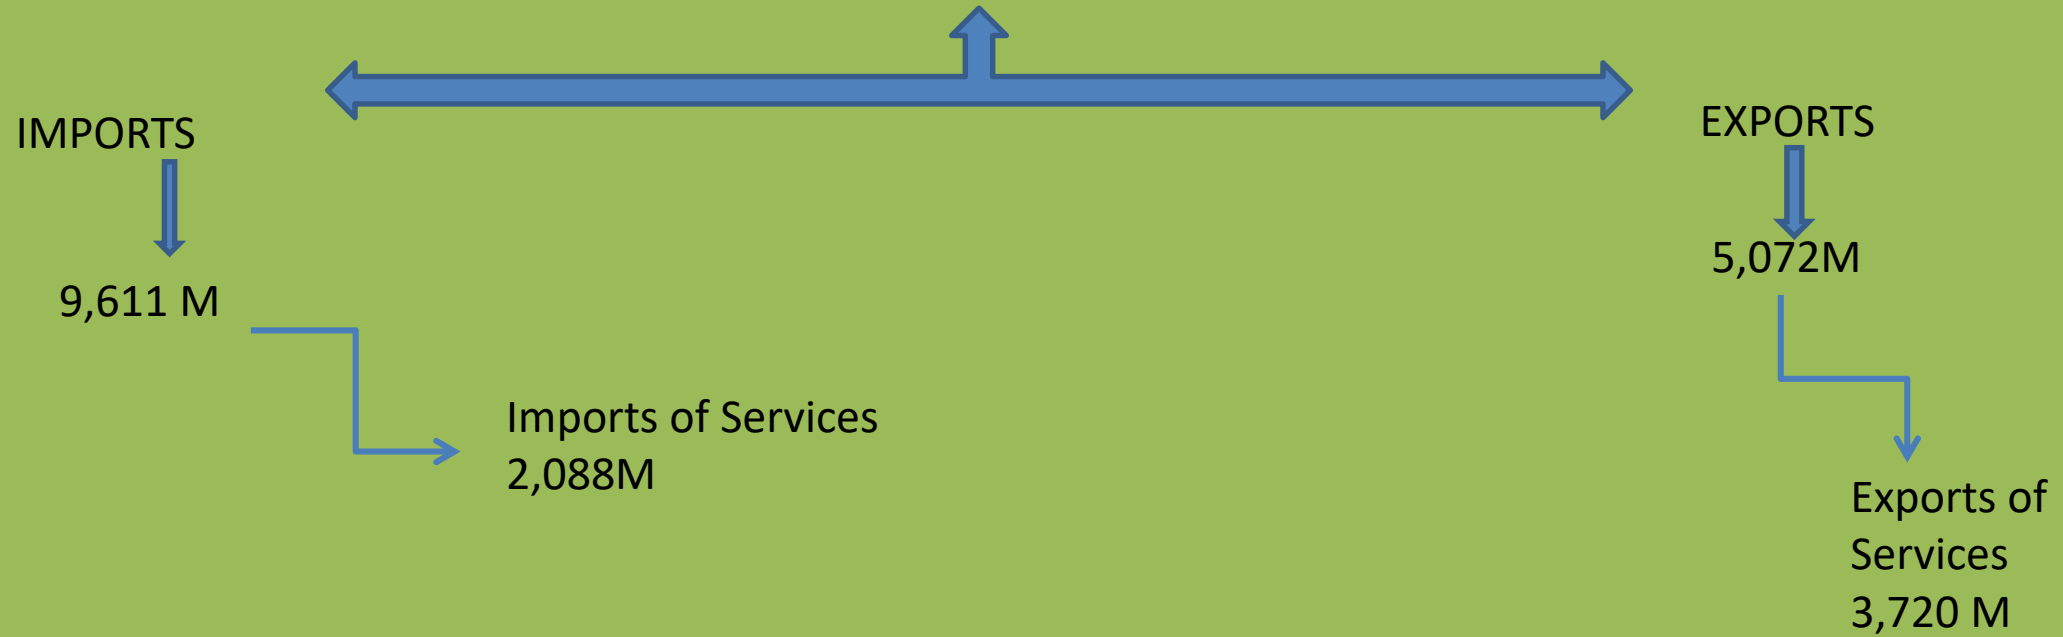 IMPORTS
9,611 M
Imports of Services
2,088M
EXPORTS
5,072M
Exports of
Services
3,720 M